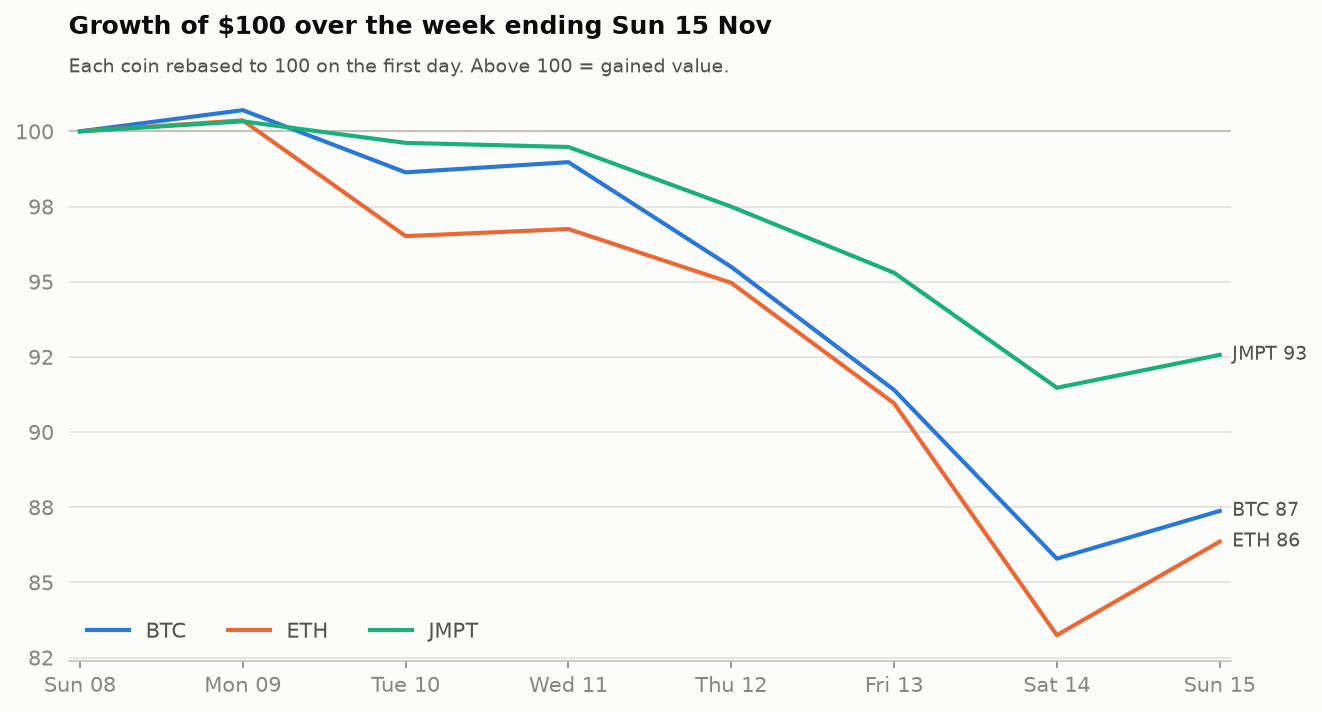 Growth of $100 over the week ending Sun 15 Nov
Each coin rebased to 100 on the first day. Above 100 = gained value.
100
98
95
92
90
88
85
82
JMPT 93
BTC 87
ETH 86
BTC ETH JMPT
Sun 08 Mon 09 Tue 10 Wed 11 Thu 12 Fri 13 Sat 14 Sun 15